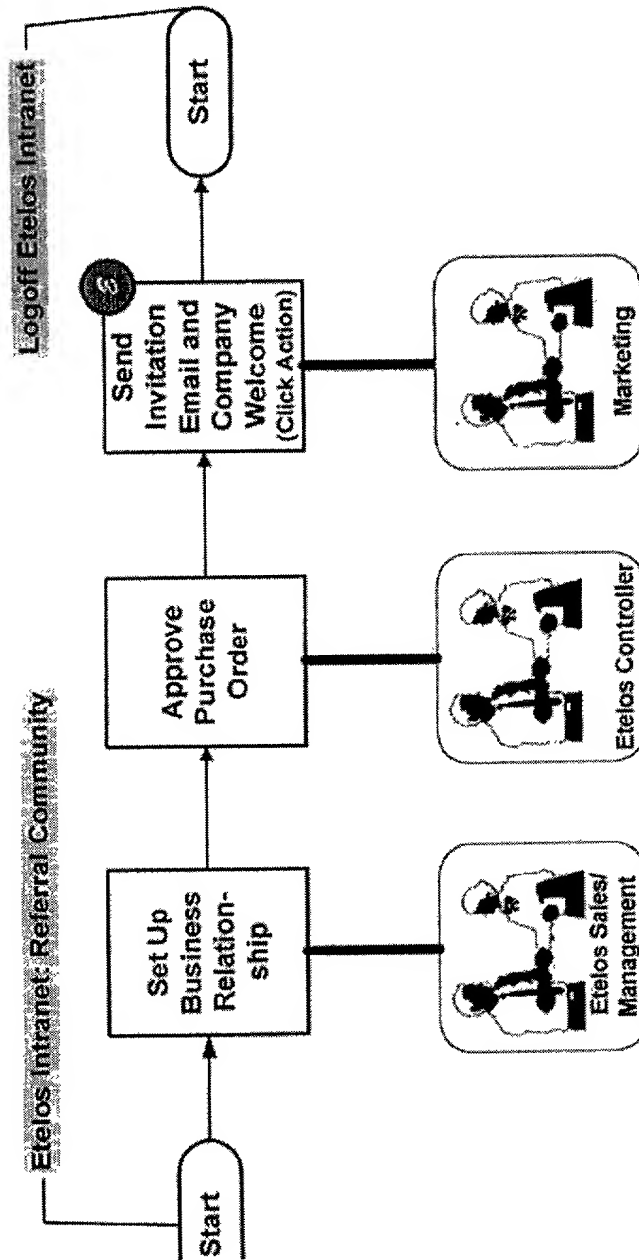 Etelos Intranet: Referral Community
Logoff Etelos Intranet
Start
Set Up
Business
Relation-
ship
Approve
Purchase
Order
Send
Invitation
Email and
Company
Welcome
(Click Action)
Start
Etelos Sales/
Management
Etelos Controller
Marketing